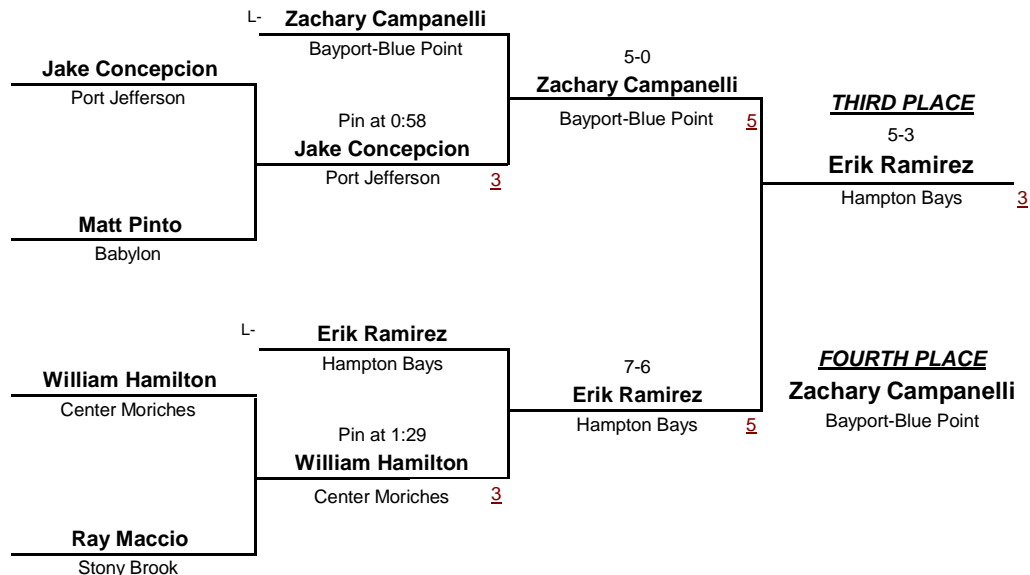 L-
Zachary Campanelli
Bayport-Blue Point
5-0
Jake Concepcion
Zachary Campanelli
THIRD PLACE
Port Jefferson
Pin at 0:58
Bayport-Blue Point
5
5-3
Jake Concepcion
Erik Ramirez
Port Jefferson
3
Hampton Bays
3
Matt Pinto
Babylon
L-
Erik Ramirez
Hampton Bays
7-6
FOURTH PLACE
William Hamilton
Erik Ramirez
Zachary Campanelli
Center Moriches
Hampton Bays
5
Bayport-Blue Point
Pin at 1:29
William Hamilton
Center Moriches
3
Ray Maccio
Stony Brook